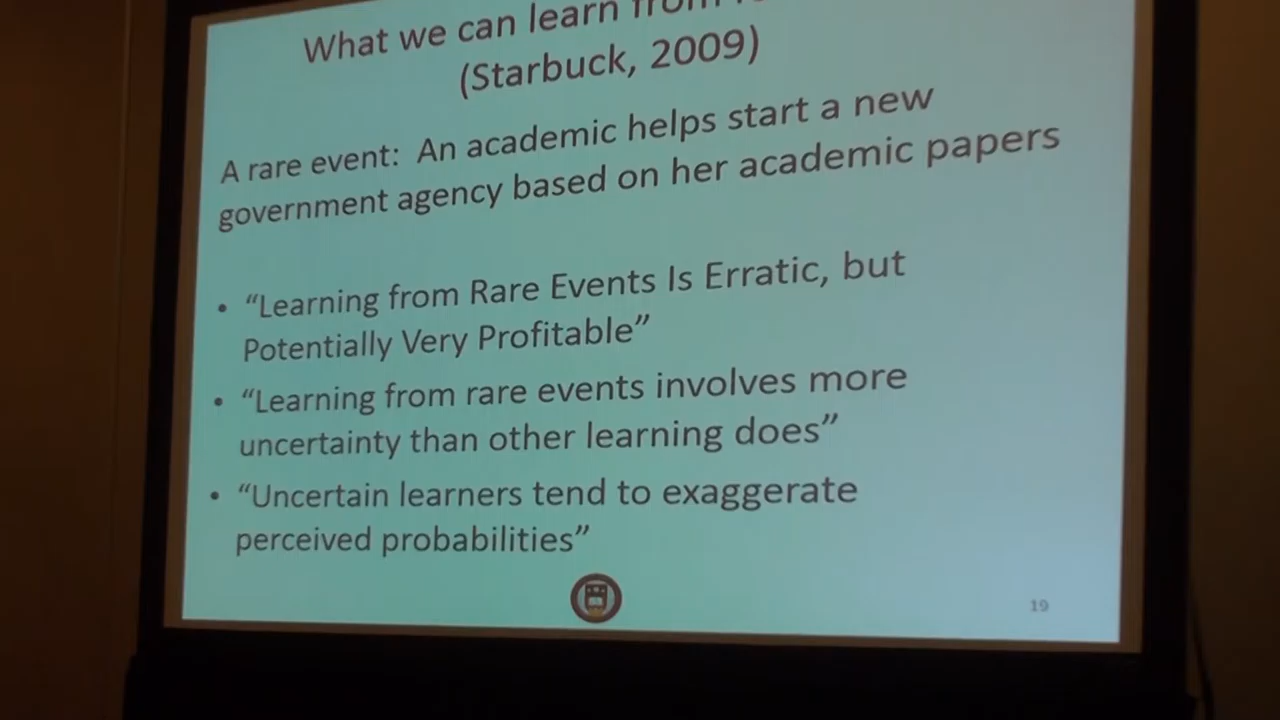 What we can learn from
(Starbuck, 2009)
A rare event: An academic helps start a new
government agency based on her academic papers
• “Learning from Rare Events Is Erratic, but
Potentially Very Profitable”
• “Learning from rare events involves more
uncertainty than other learning does”
• “Uncertain learners tend to exaggerate
perceived probabilities”
19